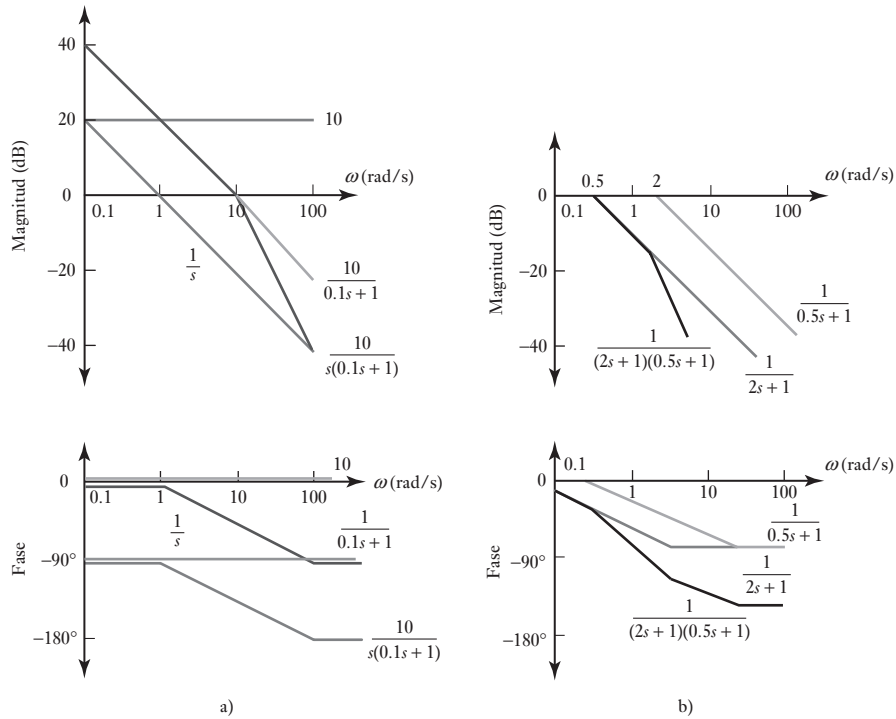 Magnitud (dB)
40
20
0
−20
−40
0.1
1
10
100
ω (rad/s)
10
1
s
10
0.1s + 1
10
s(0.1s + 1)
Magnitud (dB)
0
−20
−40
0.5
2
0.1
1
10
100
ω (rad/s)
1
0.5s + 1
1
(2s + 1)(0.5s + 1)
1
2s + 1
Fase
0
−90°
−180°
0.1
1
10
100
ω (rad/s)
10
1
s
1
0.1s + 1
10
s(0.1s + 1)
a)
Fase
0
−90°
−180°
0.1
1
10
100
ω (rad/s)
1
0.5s + 1
1
2s + 1
1
(2s + 1)(0.5s + 1)
b)